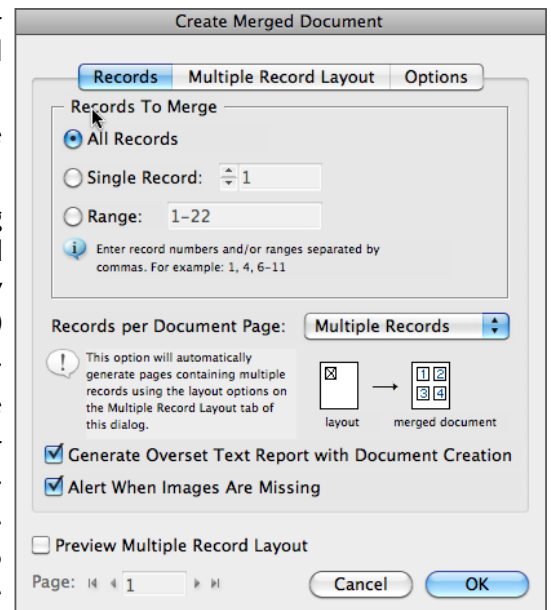 Create Merged Document
Records Multiple Record Layout Options
Records To Merge
All Records
Single Record: 1
Range: 1–22
Enter record numbers and/or ranges separated by
commas. For example: 1, 4, 6–11
Records per Document Page: Multiple Records
This option will automatically
generate pages containing multiple
records using the layout options on
the Multiple Record Layout tab of
this dialog.
1 2
3 4
layout merged document
Generate Overset Text Report with Document Creation
Alert When Images Are Missing
Preview Multiple Record Layout
Page: 1
Cancel OK